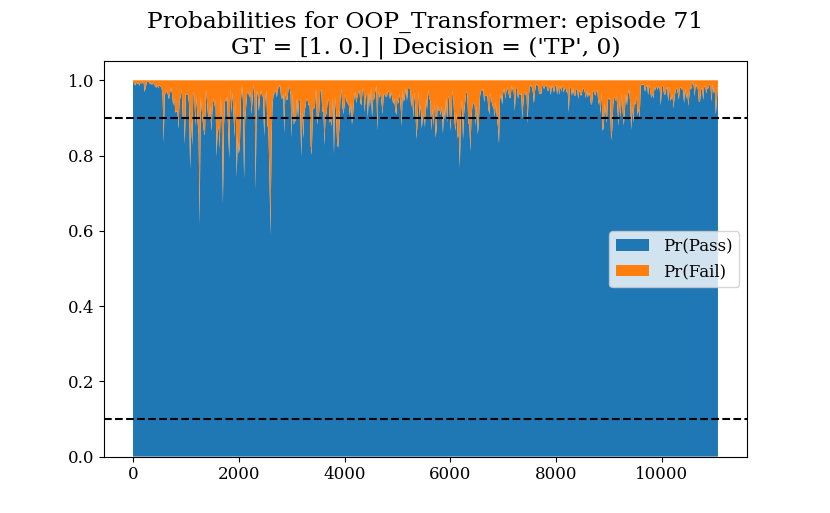 Probabilities for OOP_Transformer: episode 71
GT = [1. 0.] | Decision = ('TP', 0)
1.0
0.8
0.6
0.4
0.2
0.0
Pr(Pass)
Pr(Fail)
0 2000 4000 6000 8000 10000